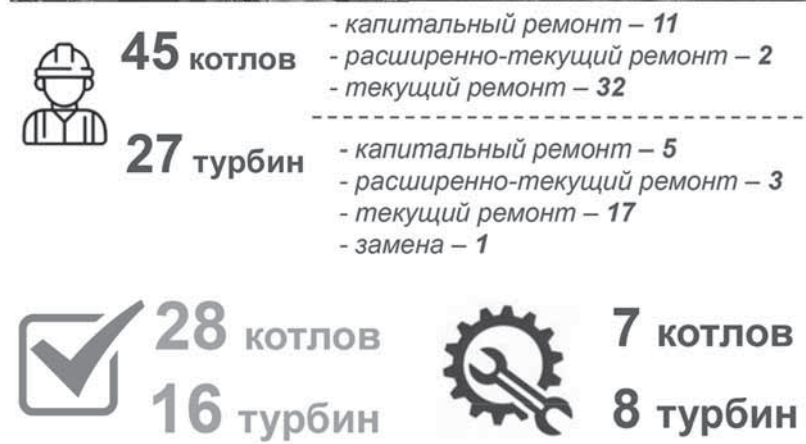 45 котлов
- капитальный ремонт – 11
- расширенно-текущий ремонт – 2
- текущий ремонт – 32
27 турбин
- капитальный ремонт – 5
- расширенно-текущий ремонт – 3
- текущий ремонт – 17
- замена – 1
28 котлов
16 турбин
7 котлов
8 турбин